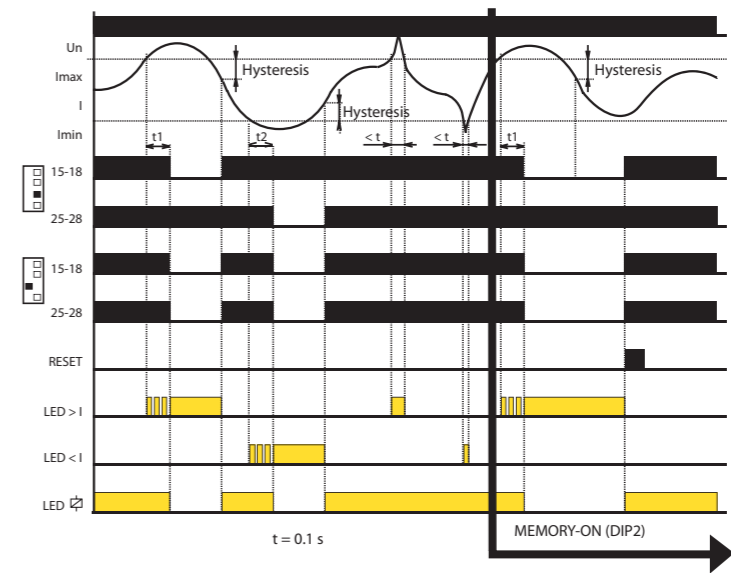 Un
Imax
I
Imin
Hysteresis
Hysteresis
Hysteresis
t1
t2
< t
< t
t1
15-18
25-28
15-18
25-28
RESET
LED > I
LED < I
LED
t = 0.1 s
MEMORY-ON (DIP2)